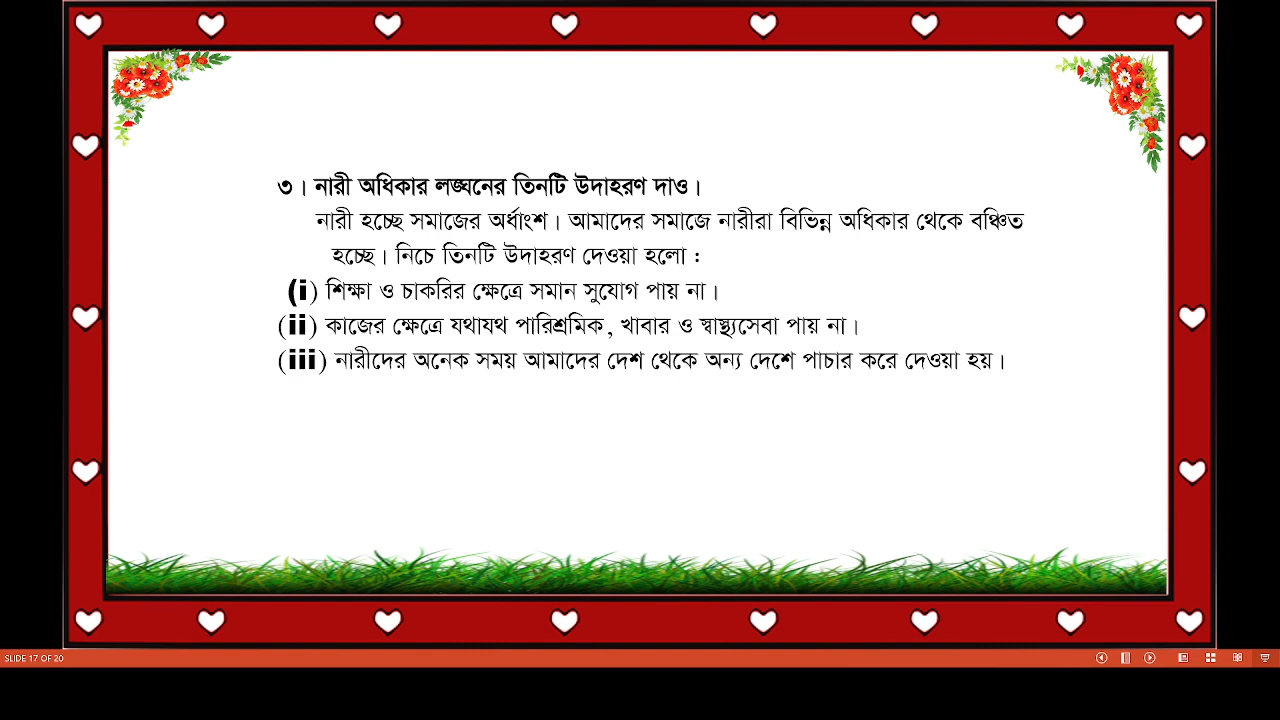 ৩। নারী অধিকার লঙ্ঘনের তিনটি উদাহরণ দাও।
নারী হচ্ছে সমাজের অর্ধাংশ। আমাদের সমাজে নারীরা বিভিন্ন অধিকার থেকে বঞ্চিত
হচ্ছে। নিচে তিনটি উদাহরণ দেওয়া হলো :
(i) শিক্ষা ও চাকরির ক্ষেত্রে সমান সুযোগ পায় না।
(ii) কাজের ক্ষেত্রে যথাযথ পারিশ্রমিক, খাবার ও স্বাস্থ্যসেবা পায় না।
(iii) নারীদের অনেক সময় আমাদের দেশ থেকে অন্য দেশে পাচার করে দেওয়া হয়।
SLIDE 17 OF 20